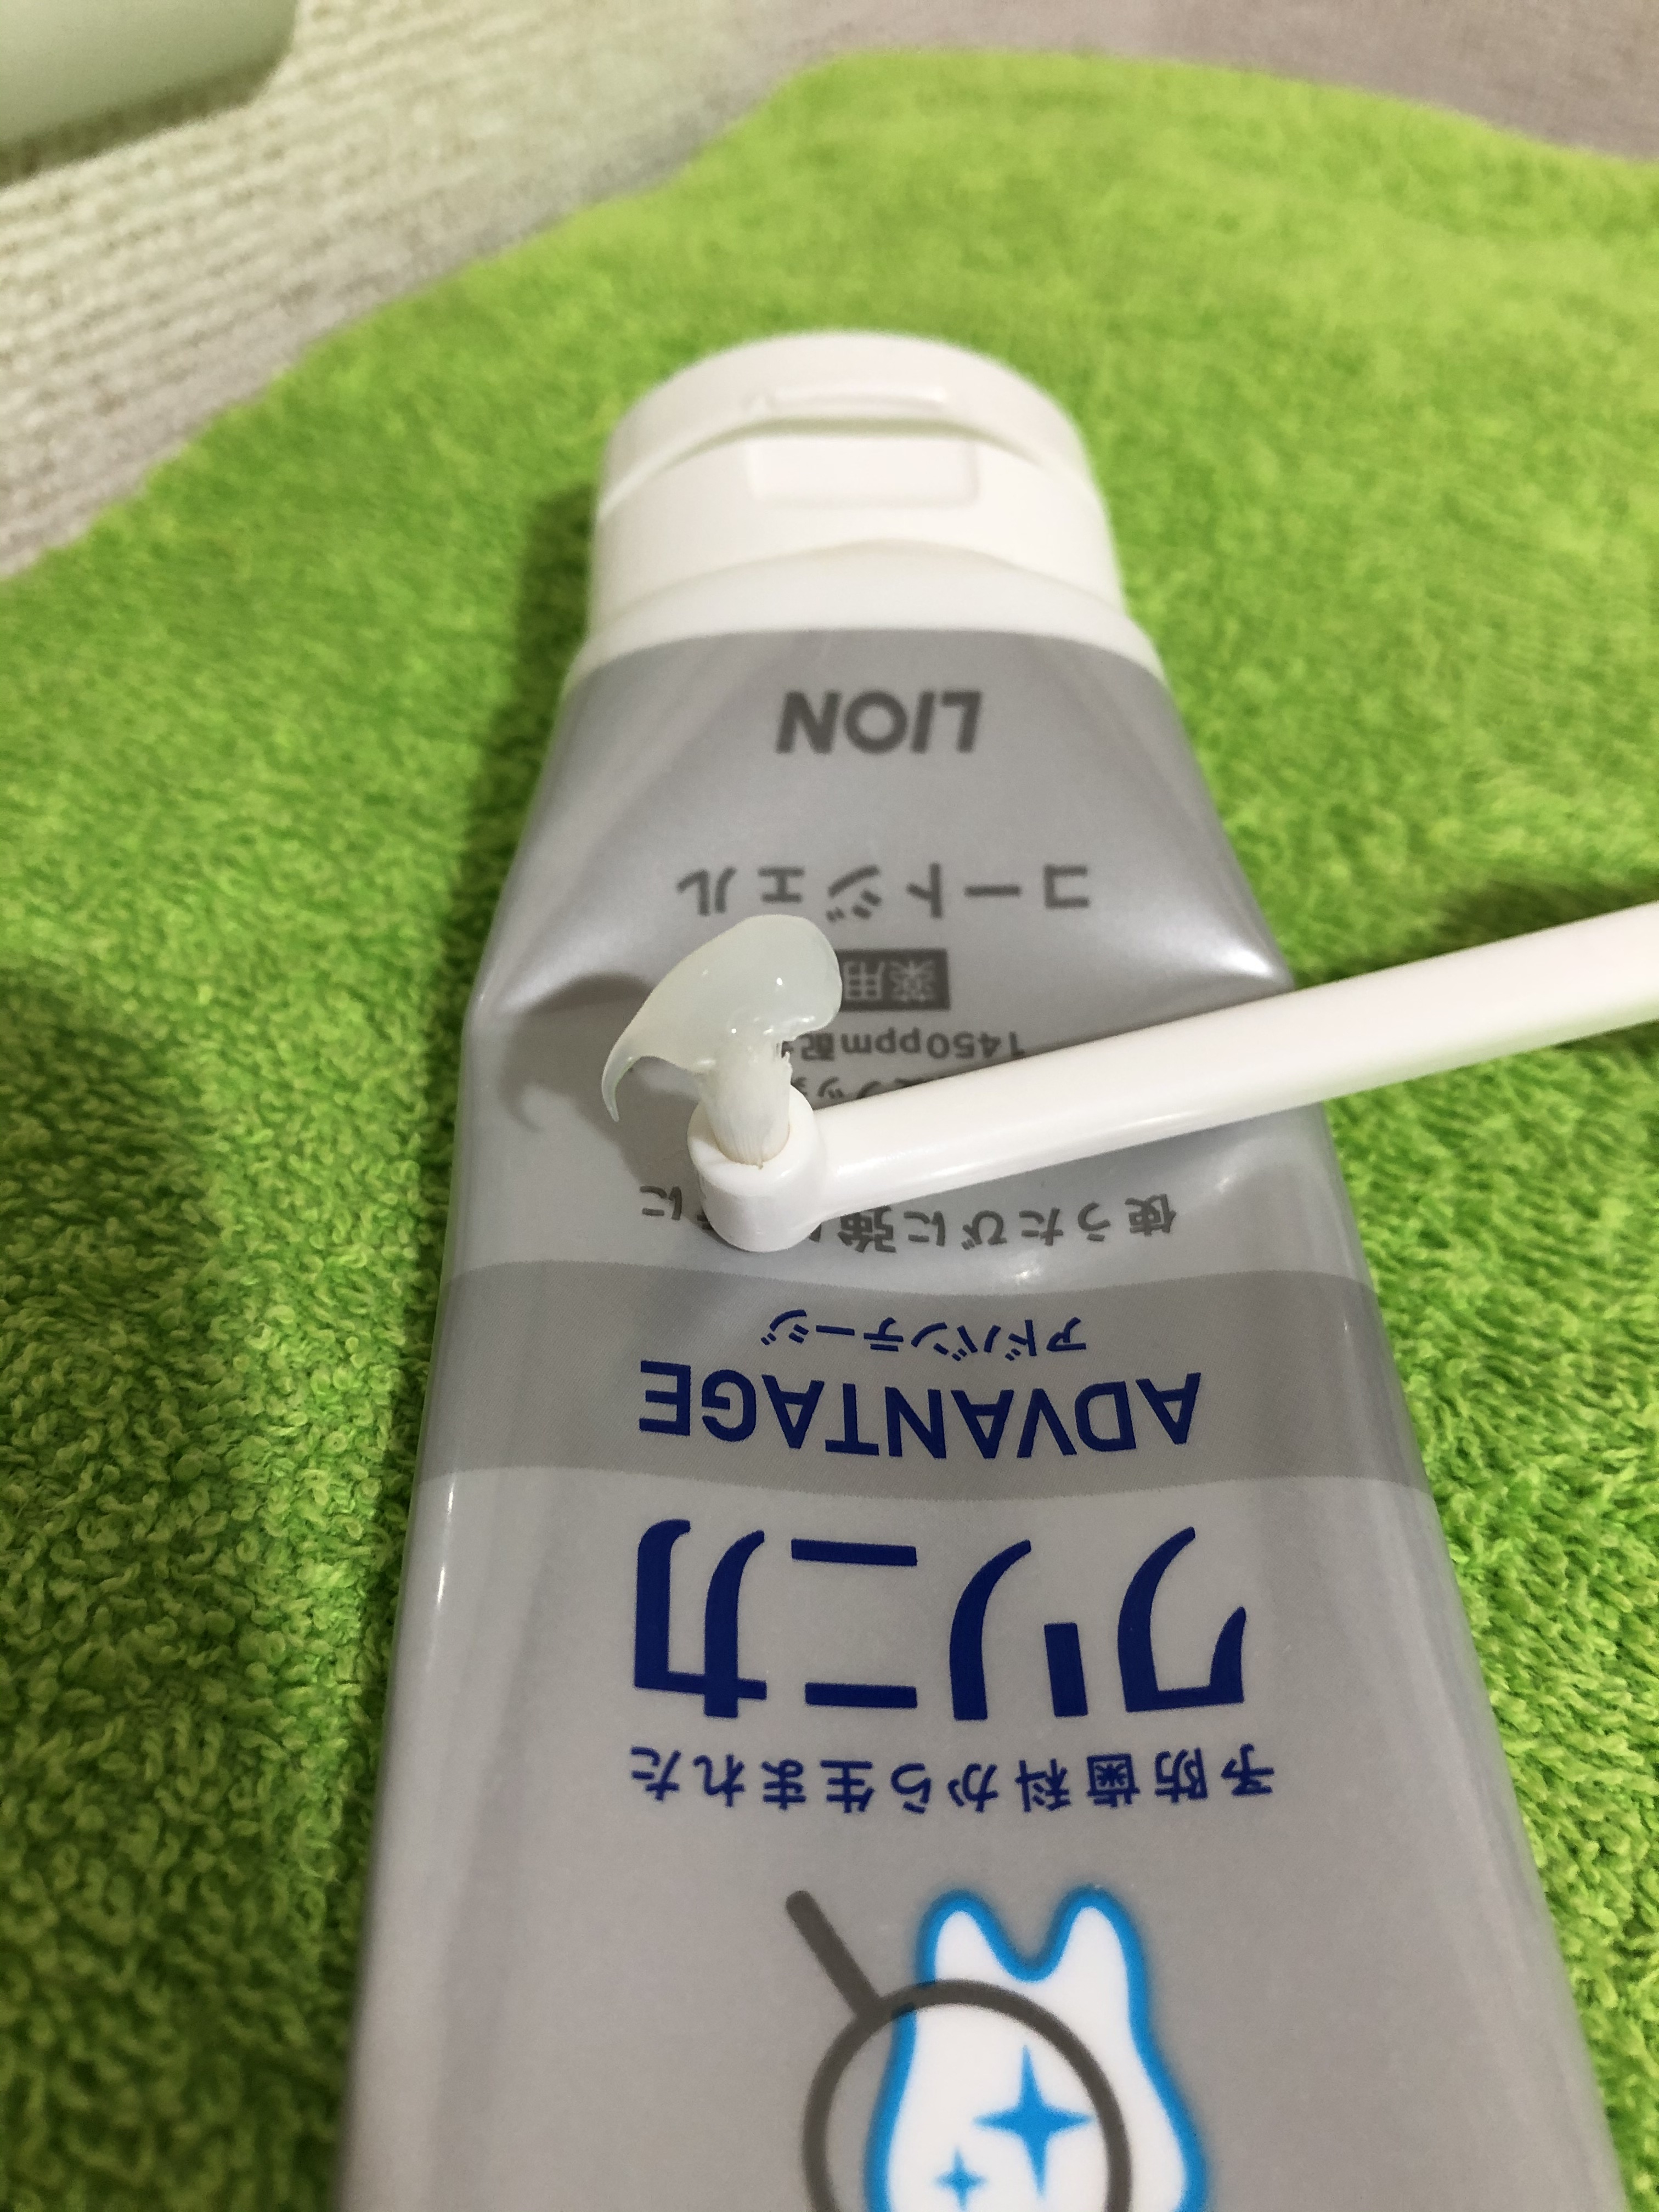 予防歯科から生まれた
クリニカ
ADVANTAGE
アドバンテージ
使うたびに強 に
ッ
1450ppm配
薬用
コートジェル
LION